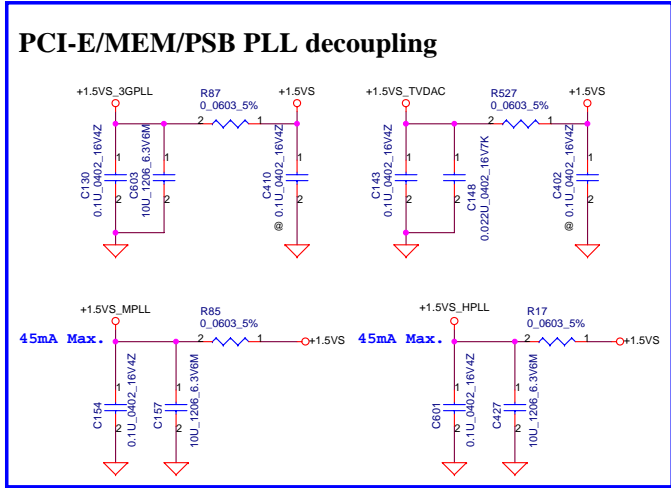 PCI-E/MEM/PSB PLL decoupling
+1.5VS_3GPLL
R87
0_0603_5%
+1.5VS
2
1
1
2
C130
0.1U_0402_16V4Z
1
2
C603
10U_1206_6.3V6M
1
2
C410
@ 0.1U_0402_16V4Z
+1.5VS_TVDAC
R527
0_0603_5%
+1.5VS
2
1
1
2
C143
0.1U_0402_16V4Z
1
2
C148
0.022U_0402_16V7K
1
2
C402
@ 0.1U_0402_16V4Z
+1.5VS_MPLL
R85
0_0603_5%
45mA Max.
2
1
+1.5VS
1
2
C154
0.1U_0402_16V4Z
1
2
C157
10U_1206_6.3V6M
+1.5VS_HPLL
R17
0_0603_5%
45mA Max.
2
1
+1.5VS
1
2
C601
0.1U_0402_16V4Z
1
2
C427
10U_1206_6.3V6M